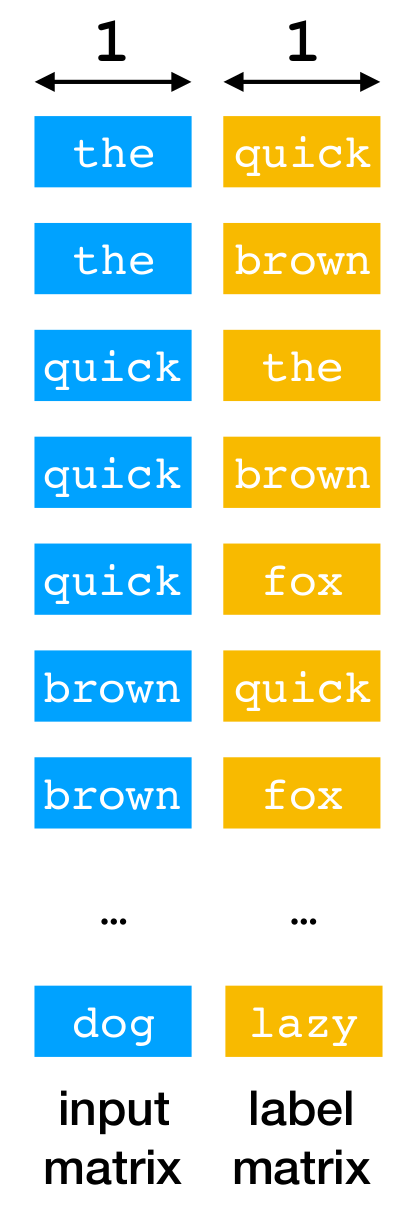 1 1
the quick
the brown
quick the
quick brown
quick fox
brown quick
brown fox
… …
dog lazy
input label
matrix matrix